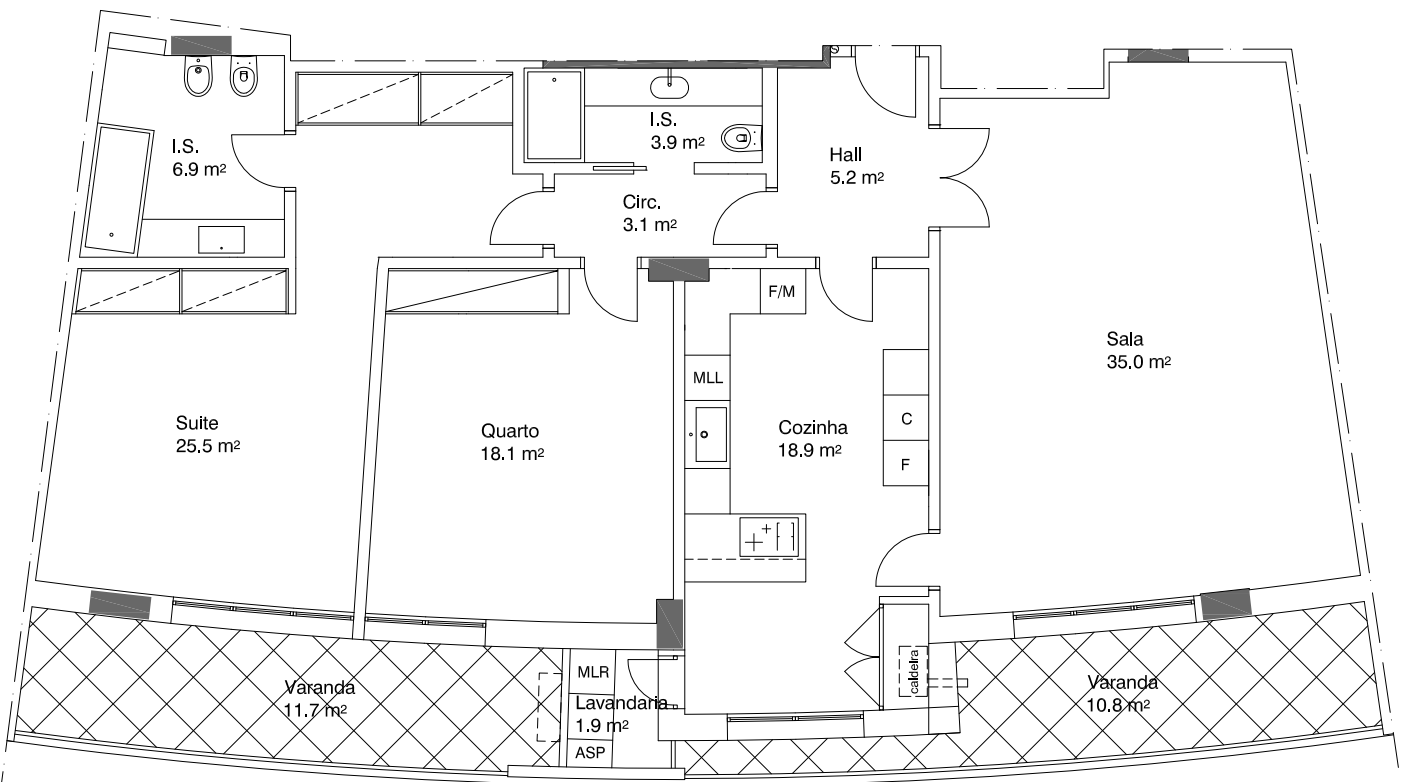 I.S.
6.9 m²
I.S.
3.9 m²
Hall
5.2 m²
Circ.
3.1 m²
F/M
MLL
Sala
35.0 m²
Suite
25.5 m²
Quarto
18.1 m²
Cozinha
18.9 m²
C
F
Varanda
11.7 m²
MLR
Lavandaria
1.9 m²
ASP
caldeira
Varanda
10.8 m²